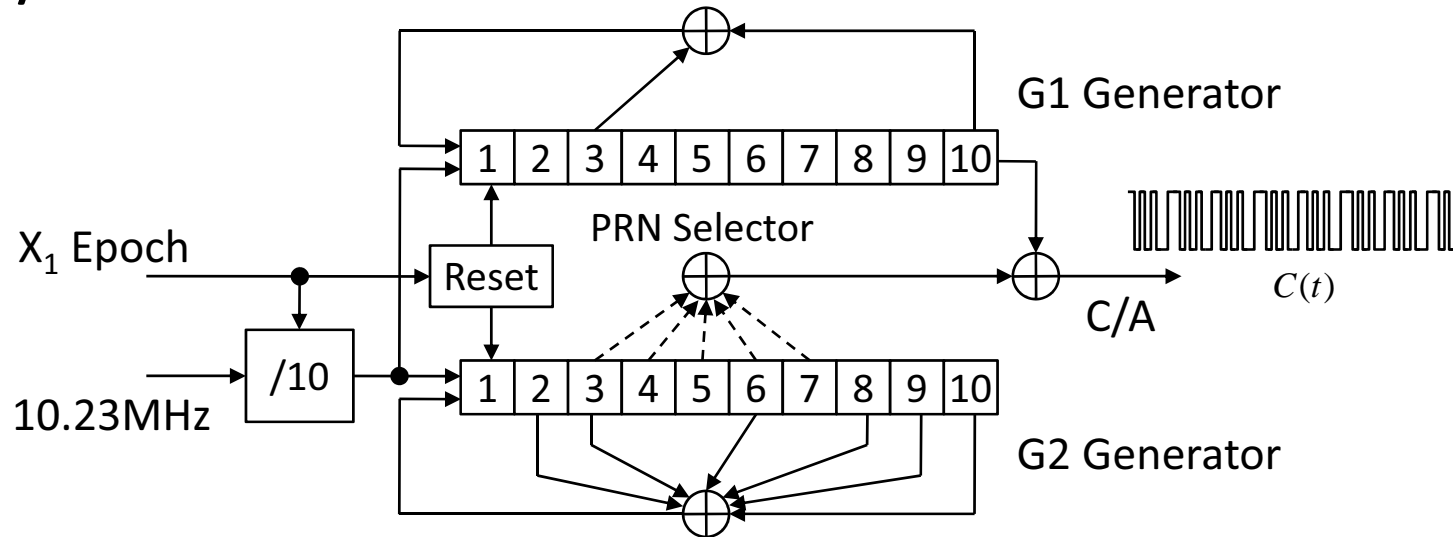 G1 Generator
1 2 3 4 5 6 7 8 9 10
PRN Selector
X₁ Epoch
Reset
C(t)
C/A
/10
1 2 3 4 5 6 7 8 9 10
10.23MHz
G2 Generator